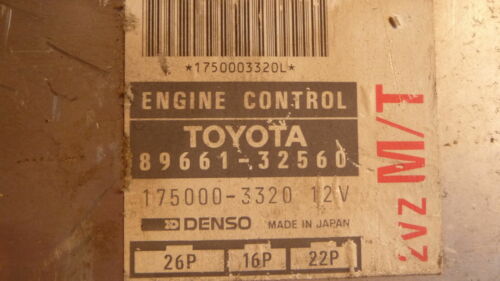 *1750003320L*
ENGINE CONTROL
TOYOTA
89661-32560
175000-3320 12V
DENSO MADE IN JAPAN
26P 16P 22P
2VZ M/T